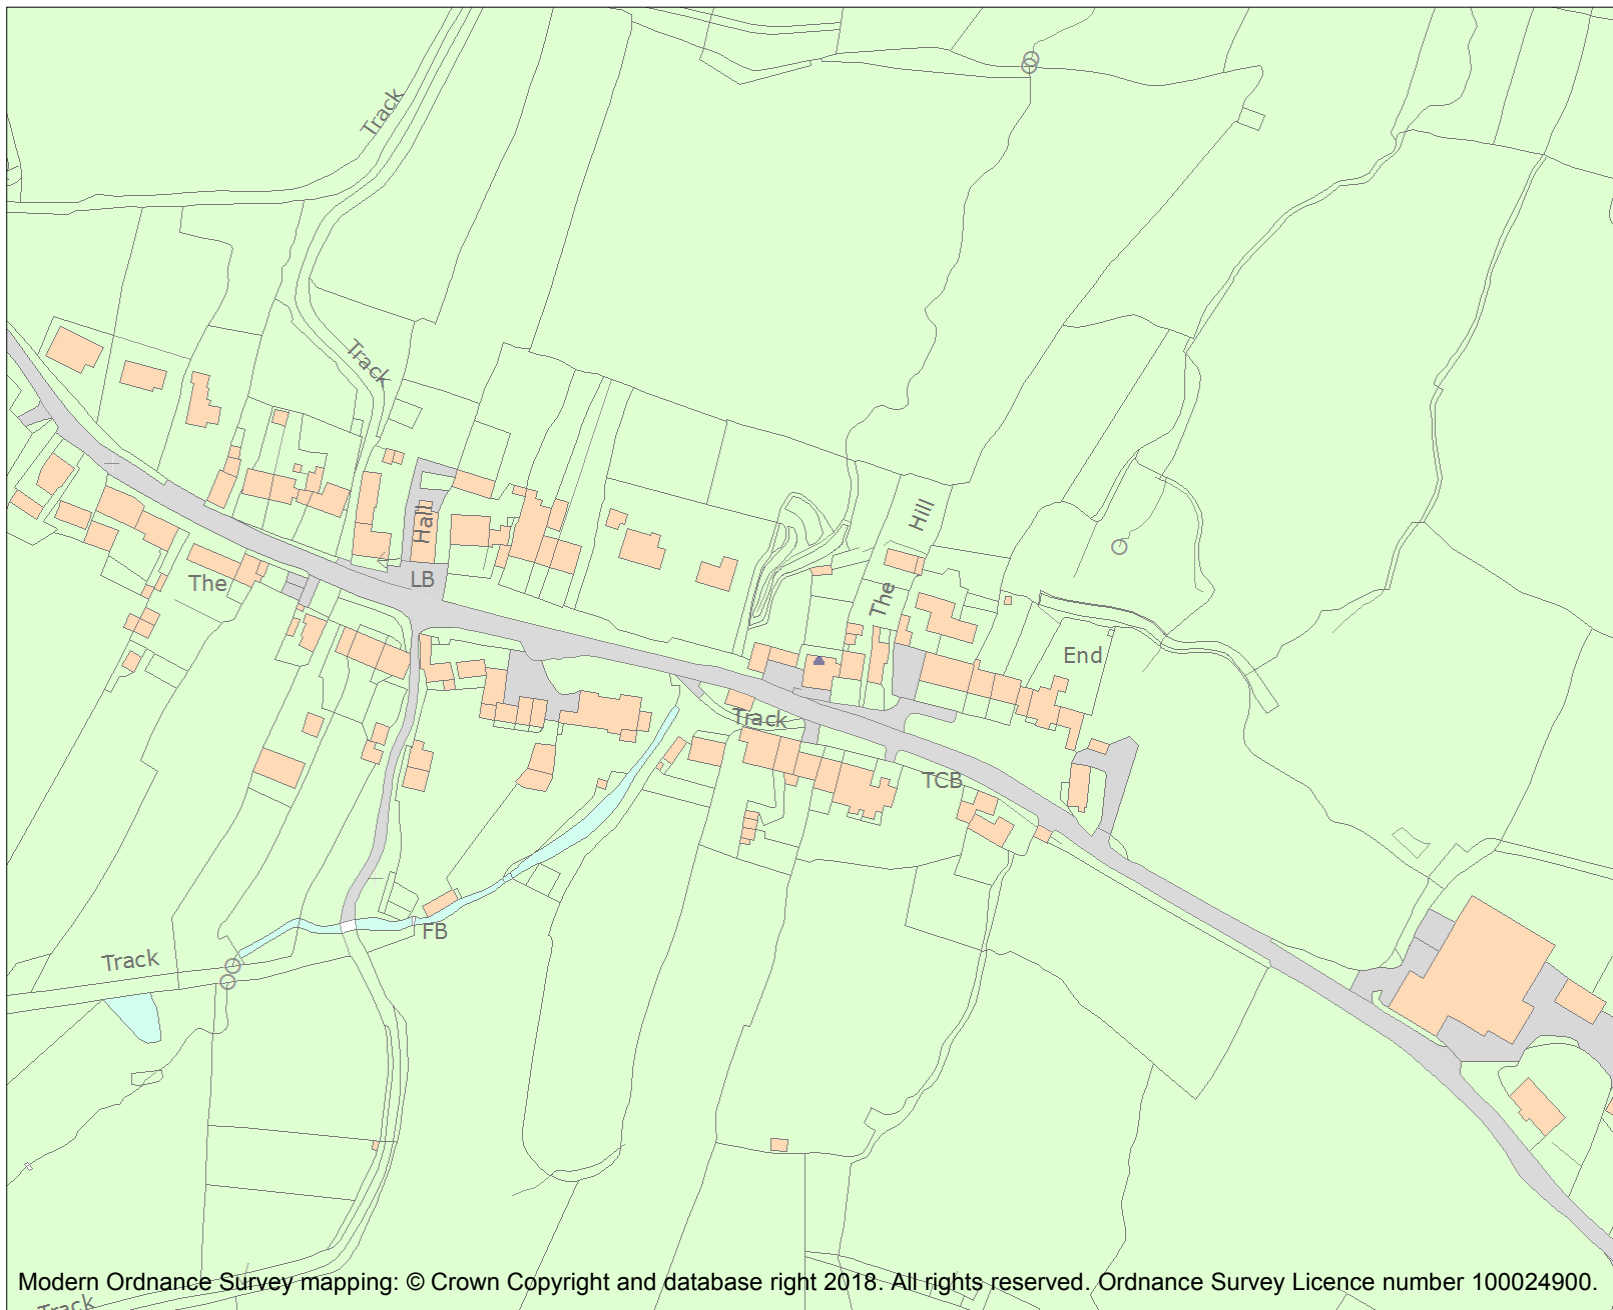 Track
Track
Hill
Hall
LB
The
The
End
Track
TCB
FB
Track
Modern Ordnance Survey mapping: © Crown Copyright and database right 2018. All rights reserved. Ordnance Survey Licence number 100024900.
Track